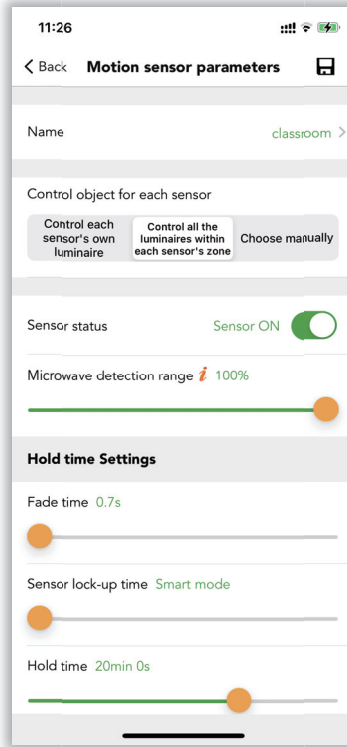 11:26
Back Motion sensor parameters
Name classroom
Control object for each sensor
Control each
sensor's own
luminaire
Control all the
luminaires within
each sensor's zone
Choose manually
Sensor status Sensor ON
Microwave detection range i 100%
Hold time Settings
Fade time 0.7s
Sensor lock-up time Smart mode
Hold time 20min 0s